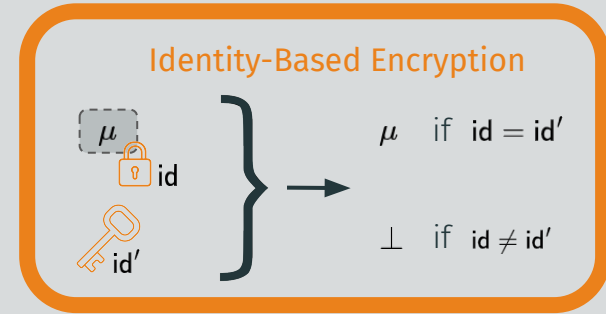 Identity-Based Encryption
μ
id
id′
μ if id = id′
⊥ if id ≠ id′